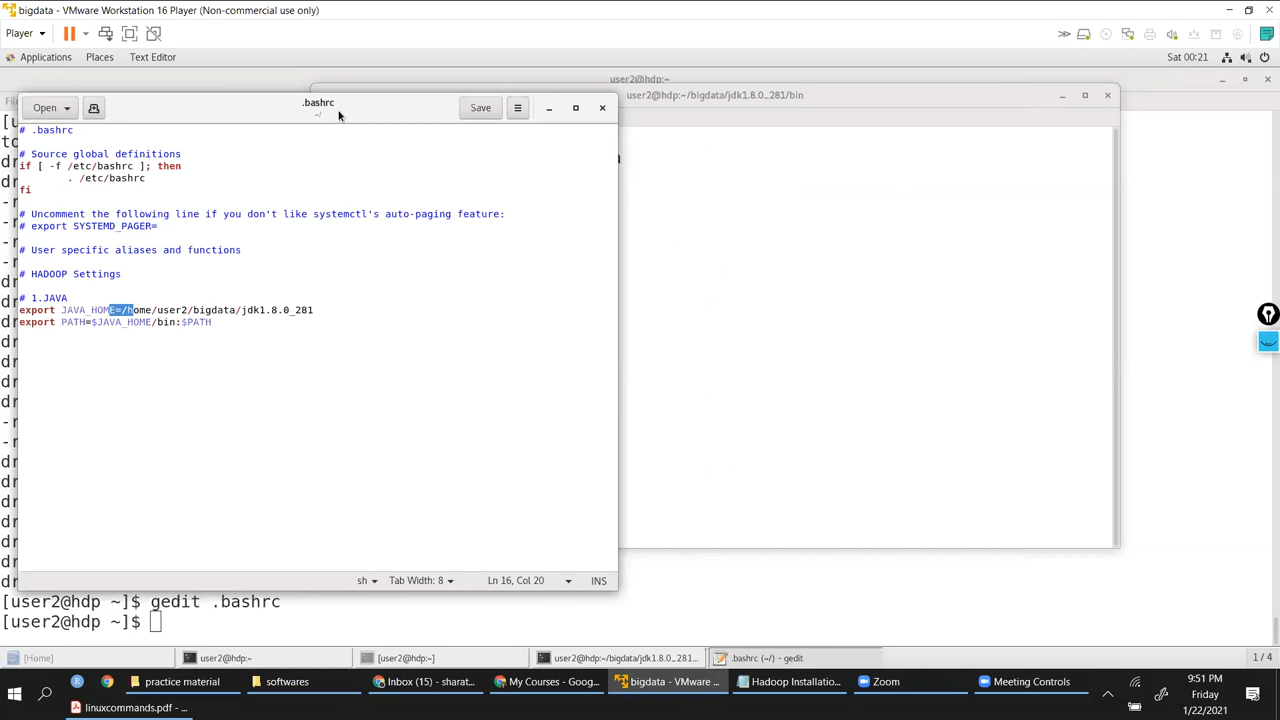 bigdata - VMware Workstation 16 Player (Non-commercial use only)
Player
Applications Places Text Editor Sat 00:21
user2@hdp:~
user2@hdp:~/bigdata/jdk1.8.0_281/bin
Open .bashrc Save
~/
# .bashrc
# Source global definitions
if [ -f /etc/bashrc ]; then
. /etc/bashrc
fi
# Uncomment the following line if you don't like systemctl's auto-paging feature:
# export SYSTEMD_PAGER=
# User specific aliases and functions
# HADOOP Settings
# 1.JAVA
export JAVA_HOME=/home/user2/bigdata/jdk1.8.0_281
export PATH=$JAVA_HOME/bin:$PATH
sh Tab Width: 8 Ln 16, Col 20 INS
[user2@hdp ~]$ gedit .bashrc
[user2@hdp ~]$
[Home] user2@hdp:~ [user2@hdp:~] user2@hdp:~/bigdata/jdk1.8.0_281... .bashrc (~/) - gedit 1 / 4
practice material softwares Inbox (15) - sharat... My Courses - Goog... bigdata - VMware ... Hadoop Installatio... Zoom Meeting Controls
9:51 PM
Friday
1/22/2021
linuxcommands.pdf - ...